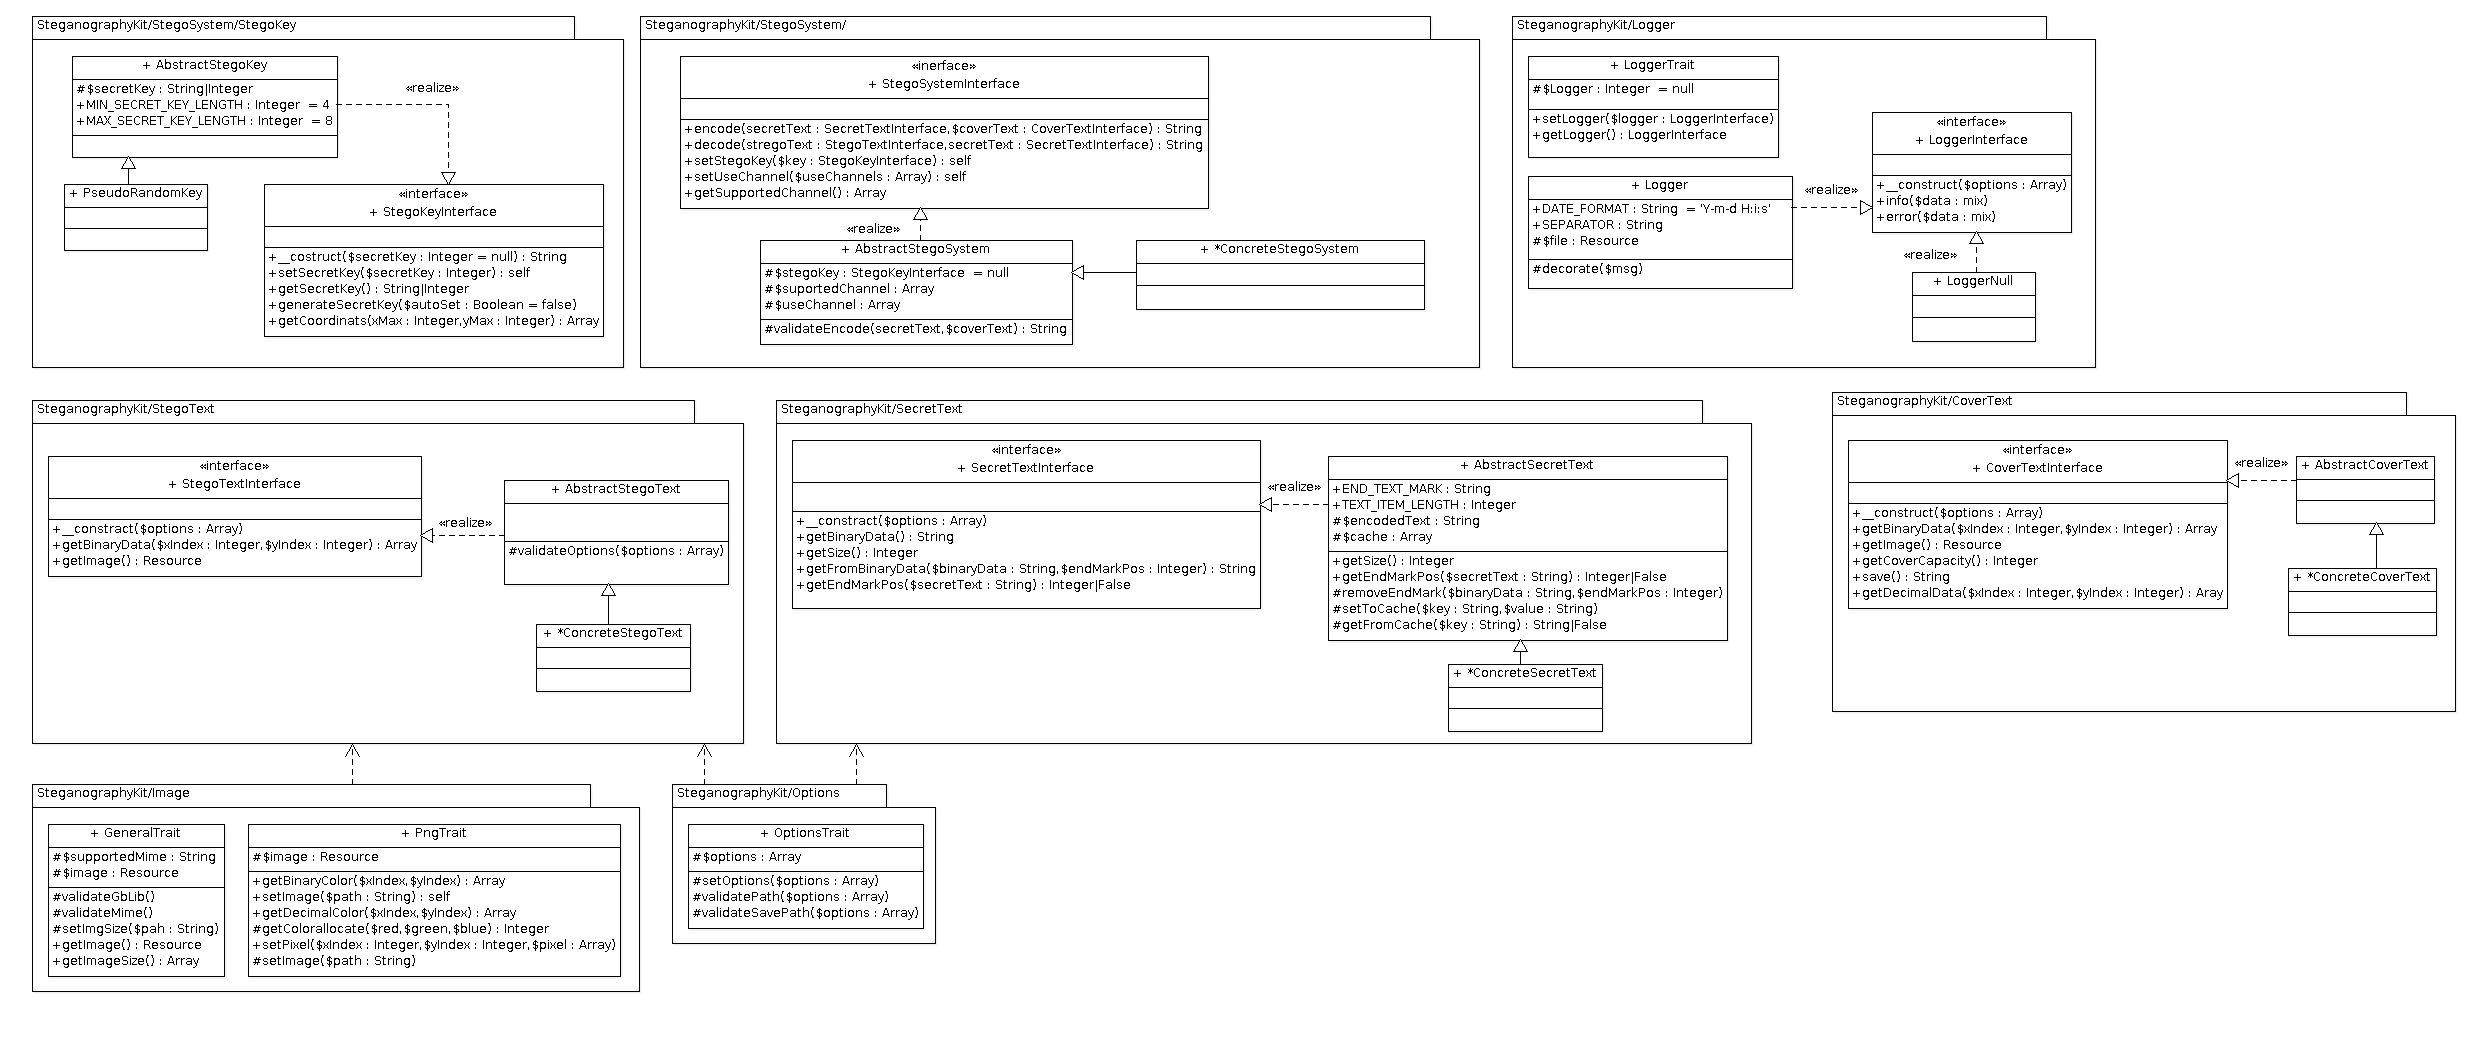 SteganographyKit/StegoSystem/StegoKey
+ AbstractStegoKey
#$secretKey : String|Integer
+MIN_SECRET_KEY_LENGTH : Integer = 4
+MAX_SECRET_KEY_LENGTH : Integer = 8
«realize»
+ PseudoRandomKey
«interface»
+ StegoKeyInterface
+__costruct($secretKey : Integer = null) : String
+setSecretKey($secretKey : Integer) : self
+getSecretKey() : String|Integer
+generateSecretKey($autoSet : Boolean = false)
+getCoordinats(xMax : Integer,yMax : Integer) : Array
SteganographyKit/StegoSystem/
«inerface»
+ StegoSystemInterface
+encode(secretText : SecretTextInterface,$coverText : CoverTextInterface) : String
+decode(stregoText : StegoTextInterface,secretText : SecretTextInterface) : String
+setStegoKey($key : StegoKeyInterface) : self
+setUseChannel($useChannels : Array) : self
+getSupportedChannel() : Array
«realize»
+ AbstractStegoSystem
#$stegoKey : StegoKeyInterface = null
#$suportedChannel : Array
#$useChannel : Array
#validateEncode(secretText,$coverText) : String
+ *ConcreteStegoSystem
SteganographyKit/Logger
+ LoggerTrait
#$Logger : Integer = null
+setLogger($logger : LoggerInterface)
+getLogger() : LoggerInterface
+ Logger
+DATE_FORMAT : String = 'Y-m-d H:i:s'
+SEPARATOR : String
#$file : Resource
#decorate($msg)
«realize»
«interface»
+ LoggerInterface
+__construct($options : Array)
+info($data : mix)
+error($data : mix)
«realize»
+ LoggerNull
SteganographyKit/StegoText
«interface»
+ StegoTextInterface
+__construct($options : Array)
+getBinaryData($xIndex : Integer,$yIndex : Integer) : Array
+getImage() : Resource
«realize»
+ AbstractStegoText
#validateOptions($options : Array)
+ *ConcreteStegoText
SteganographyKit/SecretText
«interface»
+ SecretTextInterface
+__constract($options : Array)
+getBinaryData() : String
+getSize() : Integer
+getFromBinaryData($binaryData : String,$endMarkPos : Integer) : String
+getEndMarkPos($secretText : String) : Integer|False
«realize»
+ AbstractSecretText
+END_TEXT_MARK : String
+TEXT_ITEM_LENGTH : Integer
#$encodedText : String
#$cache : Array
+getSize() : Integer
+getEndMarkPos($secretText : String) : Integer|False
#removeEndMark($binaryData : String,$endMarkPos : Integer)
#setToCache($key : String,$value : String)
#getFromCache($key : String) : String|False
+ *ConcreteSecretText
SteganographyKit/CoverText
«interface»
+ CoverTextInterface
+__construct($options : Array)
+getBinaryData($xIndex : Integer,$yIndex : Integer) : Array
+getImage() : Resource
+getCoverCapacity() : Integer
+save() : String
+getDecimalData($xIndex : Integer,$yIndex : Integer) : Aray
«realize»
+ AbstractCoverText
+ *ConcreteCoverText
SteganographyKit/Image
+ GeneralTrait
#$supportedMime : String
#$image : Resource
#validateGbLib()
#validateMime()
#setImgSize($pah : String)
+getImage() : Resource
+getImageSize() : Array
+ PngTrait
#$image : Resource
+getBinaryColor($xIndex,$yIndex) : Array
+setImage($path : String) : self
+getDecimalColor($xIndex,$yIndex) : Array
#getColorallocate($red,$green,$blue) : Integer
+setPixel($xIndex : Integer,$yIndex : Integer,$pixel : Array)
#setImage($path : String)
SteganographyKit/Options
+ OptionsTrait
#$options : Array
#setOptions($options : Array)
#validatePath($options : Array)
#validateSavePath($options : Array)